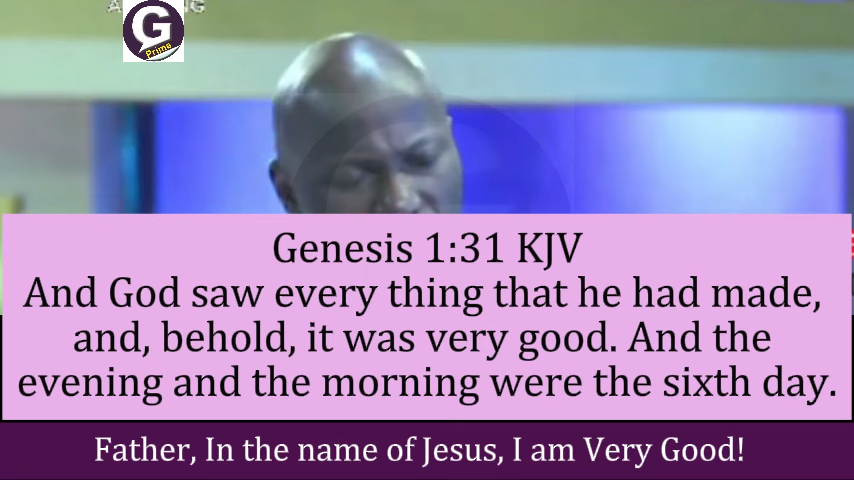 G
Prime
Genesis 1:31 KJV
And God saw every thing that he had made,
and, behold, it was very good. And the
evening and the morning were the sixth day.
Father, In the name of Jesus, I am Very Good!